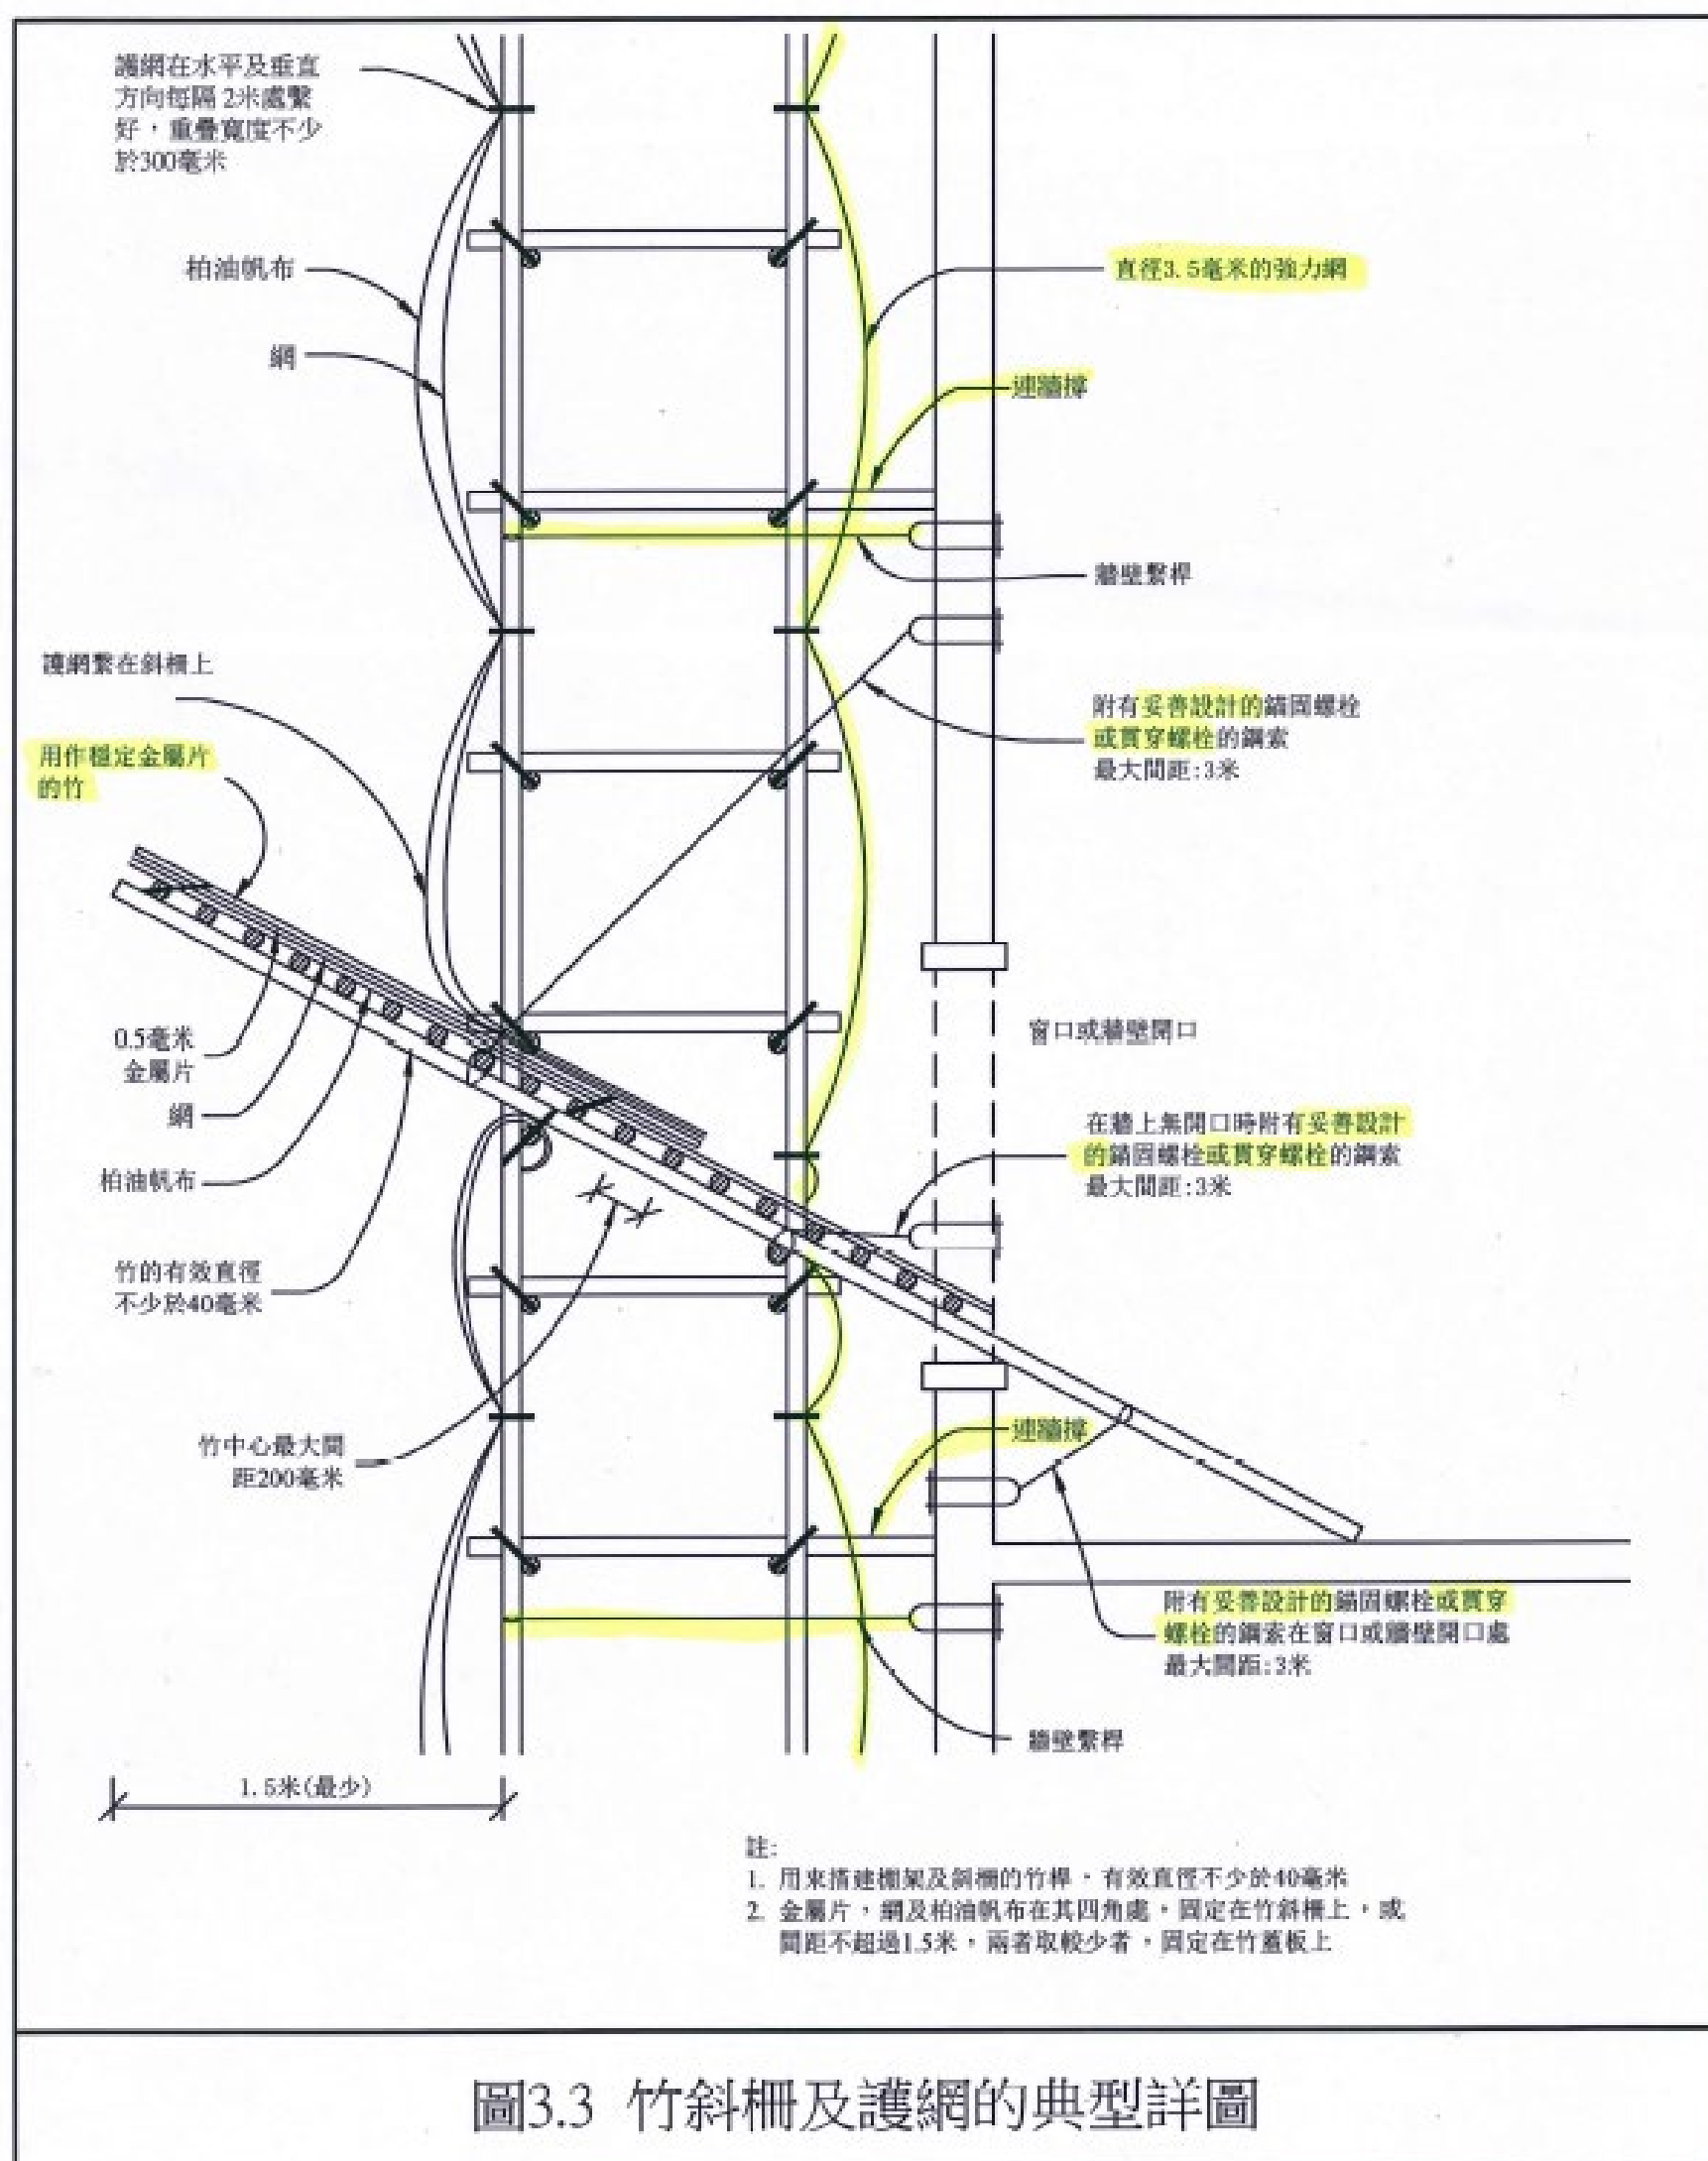 護網在水平及垂直
方向每隔2米處繫
好，重疊寬度不少
於300毫米
柏油帆布
網
直徑3.5毫米的強力網
連牆撐
牆壁繫桿
護網繫在斜柵上
用作穩定金屬片
的竹
附有妥善設計的錨固螺栓
或貫穿螺栓的鋼索
最大間距:3米
0.5毫米
金屬片
網
柏油帆布
竹的有效直徑
不少於40毫米
窗口或牆壁開口
在牆上無開口時附有妥善設計
的錨固螺栓或貫穿螺栓的鋼索
最大間距:3米
竹中心最大間
距200毫米
連牆撐
附有妥善設計的錨固螺栓或貫穿
螺栓的鋼索在窗口或牆壁開口處
最大間距:3米
牆壁繫桿
1.5米(最少)
註:
1. 用來搭建棚架及斜柵的竹桿，有效直徑不少於40毫米
2. 金屬片，網及柏油帆布在其四角處，固定在竹斜柵上，或
間距不超過1.5米，兩者取較少者，固定在竹蓋板上
圖3.3 竹斜柵及護網的典型詳圖